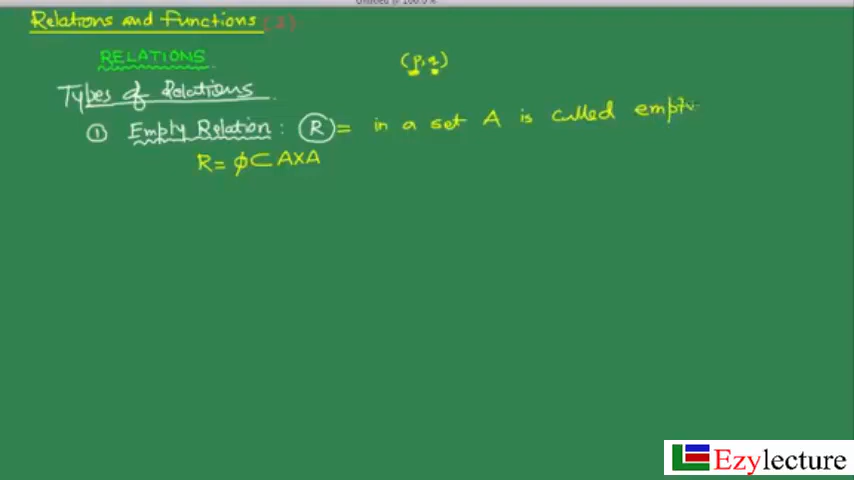 Relations and Functions (2)
RELATIONS
(p,q)
Types of Relations
① Empty Relation : R = in a set A is called empty
R = ϕ ⊂ A×A
Ezylecture